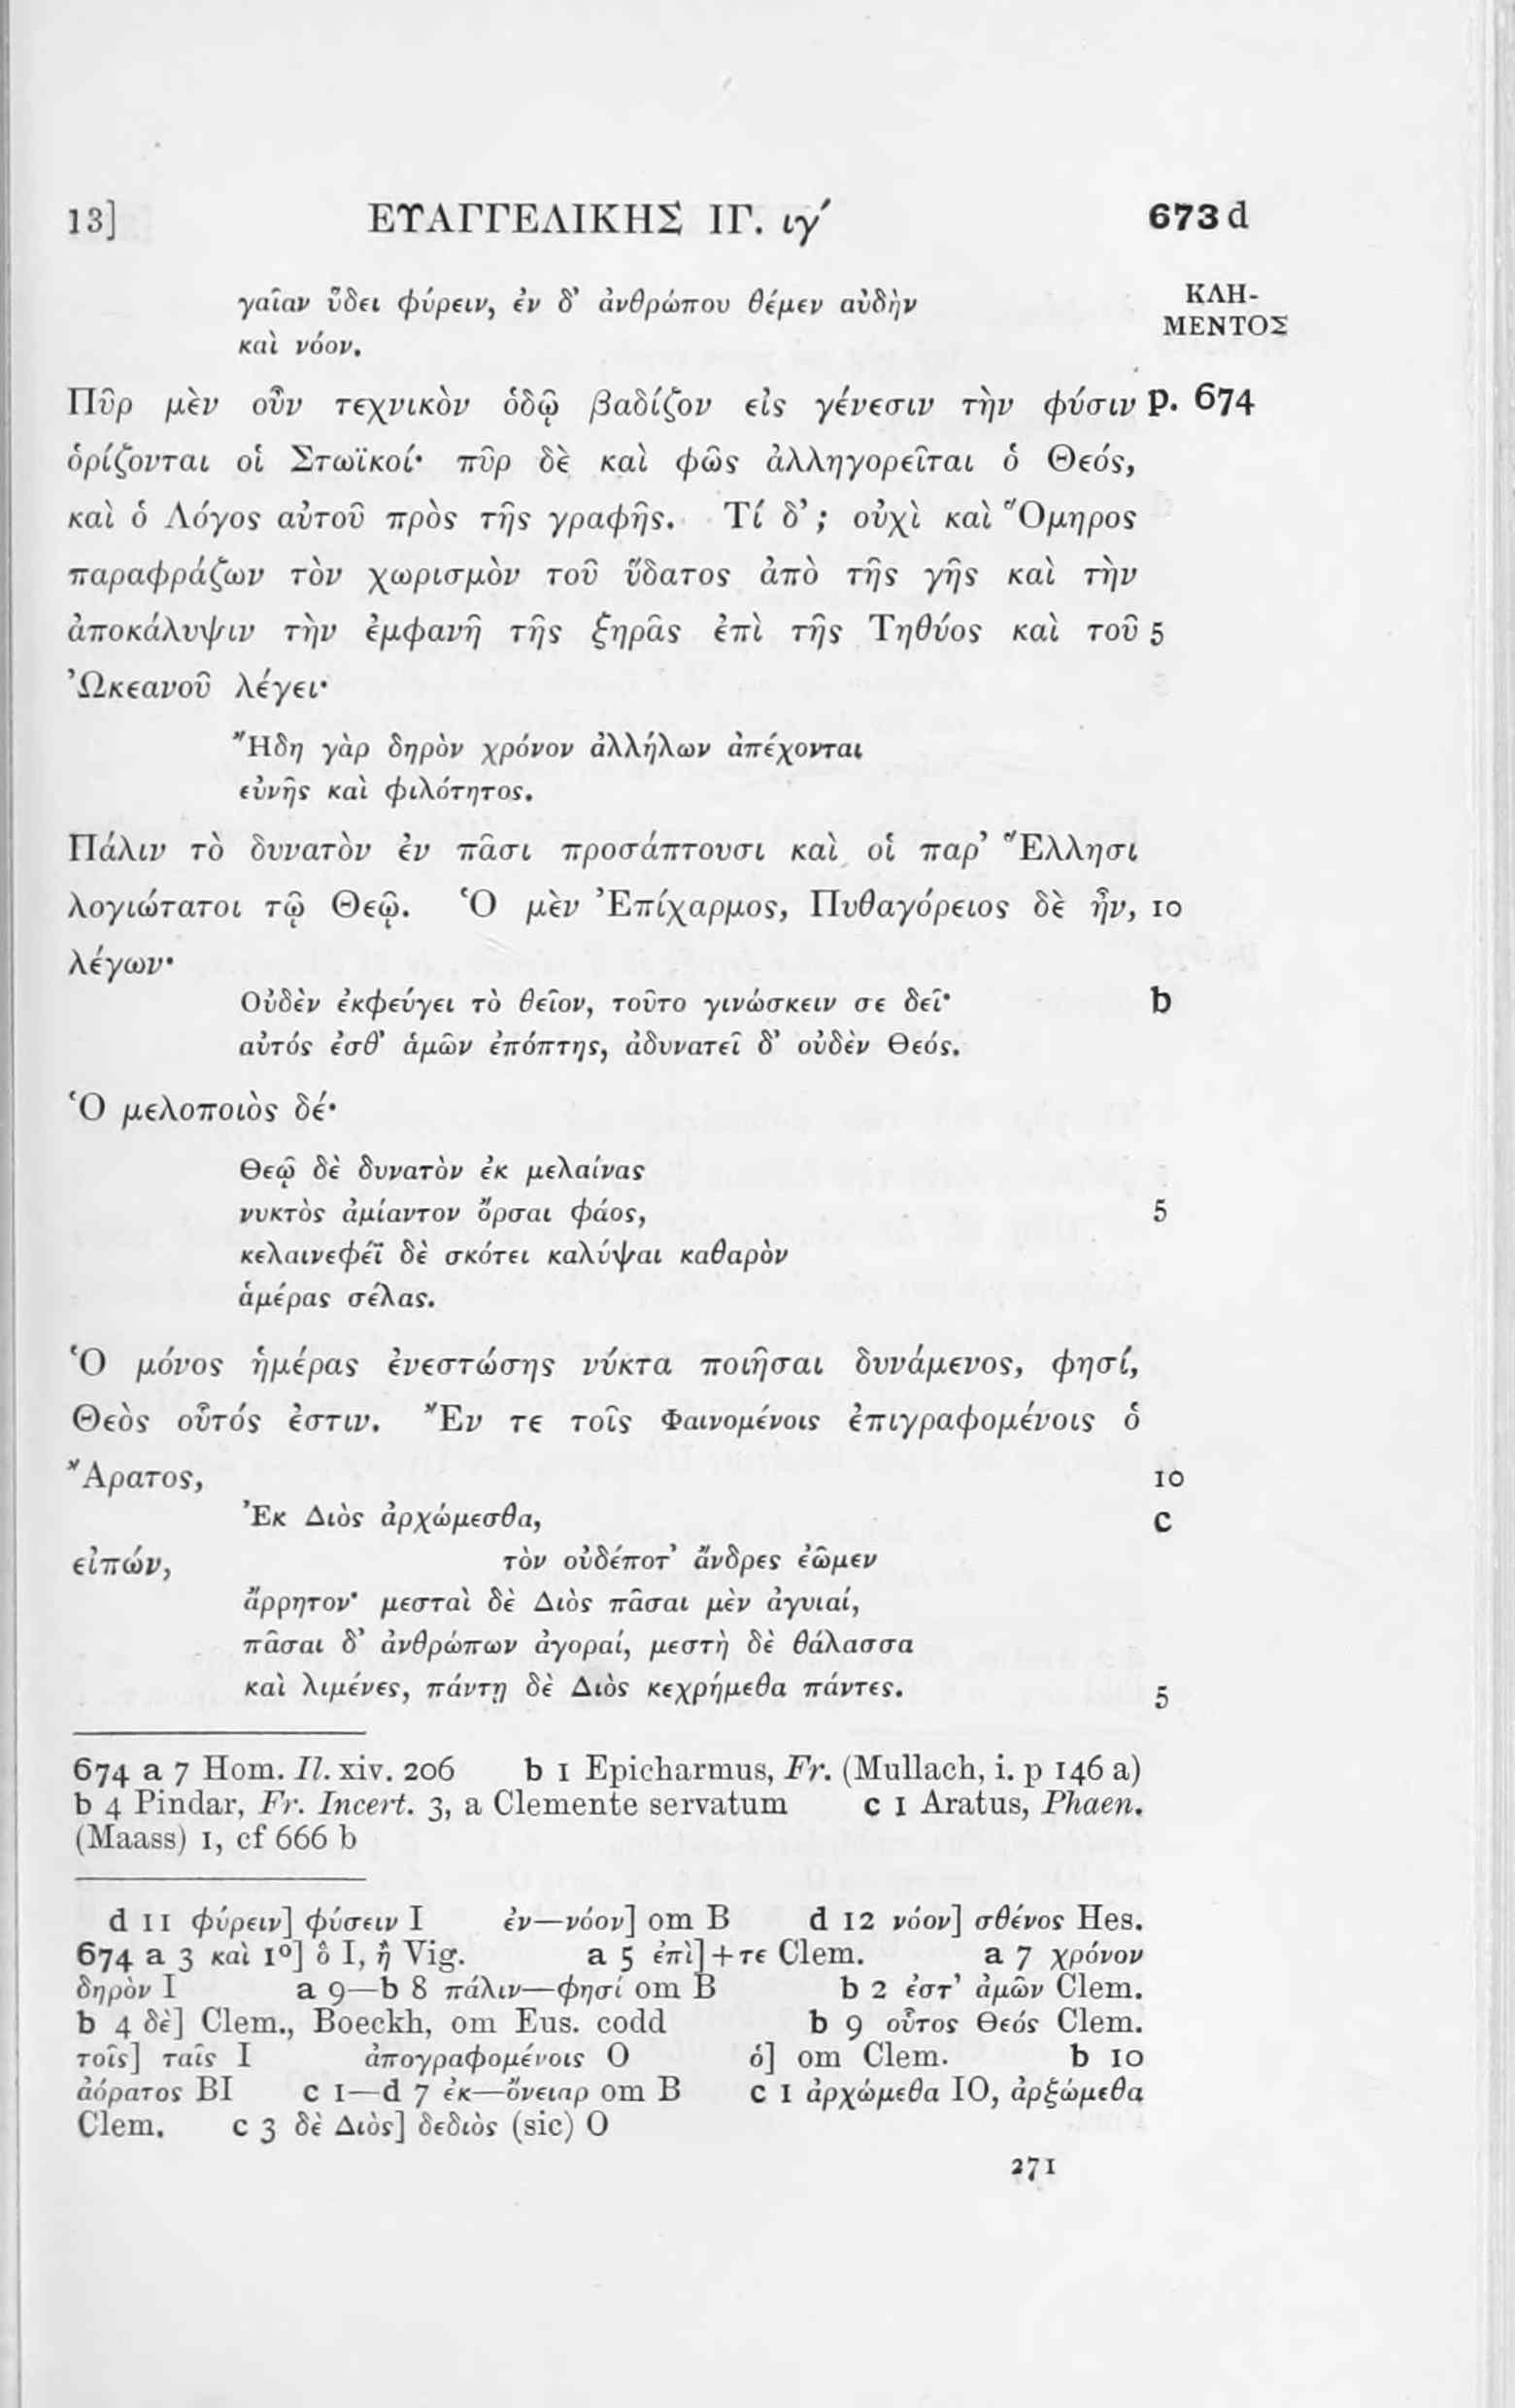 13] ΕΥΑΓΓΕΛΙΚΗΣ ΙΓ. ιγ′ 673 d
γαῖαν ὕδει φύρειν, ἐν δ’ ἀνθρώπου θέμεν αὐδὴν ΚΛΗ-
ΜΕΝΤΟΣ
καὶ νόον.
Πῦρ μὲν οὖν τεχνικὸν ὁδῷ βαδίζον εἰς γένεσιν τὴν φύσιν p. 674
ὁρίζονται οἱ Στωϊκοί· πῦρ δὲ καὶ φῶς ἀλληγορεῖται ὁ Θεός,
καὶ ὁ Λόγος αὐτοῦ πρὸς τῆς γραφῆς. Τί δ’; οὐχὶ καὶ Ὅμηρος
παραφράζων τὸν χωρισμὸν τοῦ ὕδατος ἀπὸ τῆς γῆς καὶ τὴν
ἀποκάλυψιν τὴν ἐμφανῆ τῆς ξηρᾶς ἐπὶ τῆς Τηθύος καὶ τοῦ 5
Ὠκεανοῦ λέγει·
Ἤδη γὰρ δηρὸν χρόνον ἀλλήλων ἀπέχονται
εὐνῆς καὶ φιλότητος.
Πάλιν τὸ δυνατὸν ἐν πᾶσι προσάπτουσι καὶ οἱ παρ’ Ἕλλησι
λογιώτατοι τῷ Θεῷ. Ὁ μὲν Ἐπίχαρμος, Πυθαγόρειος δὲ ἦν, 10
λέγων·
Οὐδὲν ἐκφεύγει τὸ θεῖον, τοῦτο γινώσκειν σε δεῖ· b
αὐτός ἐσθ’ ἁμῶν ἐπόπτης, ἀδυνατεῖ δ’ οὐδὲν Θεός.
Ὁ μελοποιὸς δέ·
Θεῷ δὲ δυνατὸν ἐκ μελαίνας
νυκτὸς ἀμίαντον ὄρσαι φάος, 5
κελαινεφέϊ δὲ σκότει καλύψαι καθαρὸν
ἁμέρας σέλας.
Ὁ μόνος ἡμέρας ἐνεστώσης νύκτα ποιῆσαι δυνάμενος, φησί,
Θεὸς οὗτός ἐστιν. Ἔν τε τοῖς Φαινομένοις ἐπιγραφομένοις ὁ
Ἄρατος, 10
Ἐκ Διὸς ἀρχώμεσθα, c
εἰπών, τὸν οὐδέποτ’ ἄνδρες ἐῶμεν
ἄρρητον· μεσταὶ δὲ Διὸς πᾶσαι μὲν ἀγυιαί,
πᾶσαι δ’ ἀνθρώπων ἀγοραί, μεστὴ δὲ θάλασσα
καὶ λιμένες, πάντῃ δὲ Διὸς κεχρήμεθα πάντες. 5
674 a 7 Hom. Il. xiv. 206 b 1 Epicharmus, Fr. (Mullach, i. p 146 a)
b 4 Pindar, Fr. Incert. 3, a Clemente servatum c 1 Aratus, Phaen.
(Maass) 1, cf 666 b
d 11 φύρειν] φύσειν I ἐν—νόον] om B d 12 νόον] σθένος Hes.
674 a 3 καὶ 1º] ὃ I, ἢ Vig. a 5 ἐπὶ]+τε Clem. a 7 χρόνον
δηρὸν I a 9—b 8 πάλιν—φησί om B b 2 ἐστ’ ἀμῶν Clem.
b 4 δὲ] Clem., Boeckh, om Eus. codd b 9 οὗτος Θεός Clem.
τοῖς] ταῖς I ἀπογραφομένοις O ὁ] om Clem. b 10
ἀόρατος BI c 1—d 7 ἐκ—ὄνειαρ om B c 1 ἀρχώμεθα IO, ἀρξώμεθα
Clem. c 3 δὲ Διὸς] δεδιὸς (sic) O
271